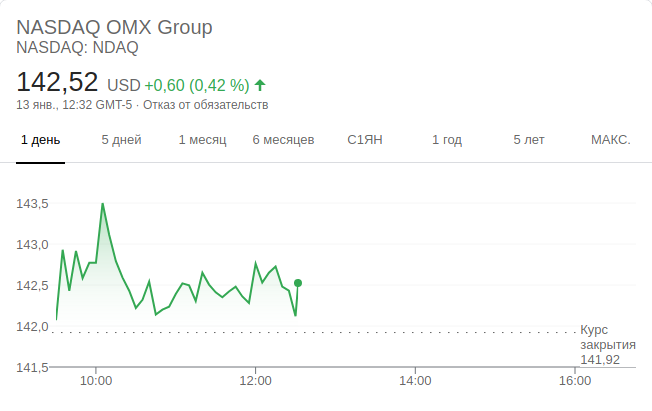 NASDAQ OMX Group
NASDAQ: NDAQ
142,52 USD +0,60 (0,42 %)
13 янв., 12:32 GMT-5 · Отказ от обязательств
1 день 5 дней 1 месяц 6 месяцев С1ЯН 1 год 5 лет МАКС.
143,5
143,0
142,5
142,0
Курс
закрытия
141,92
141,5
10:00 12:00 14:00 16:00